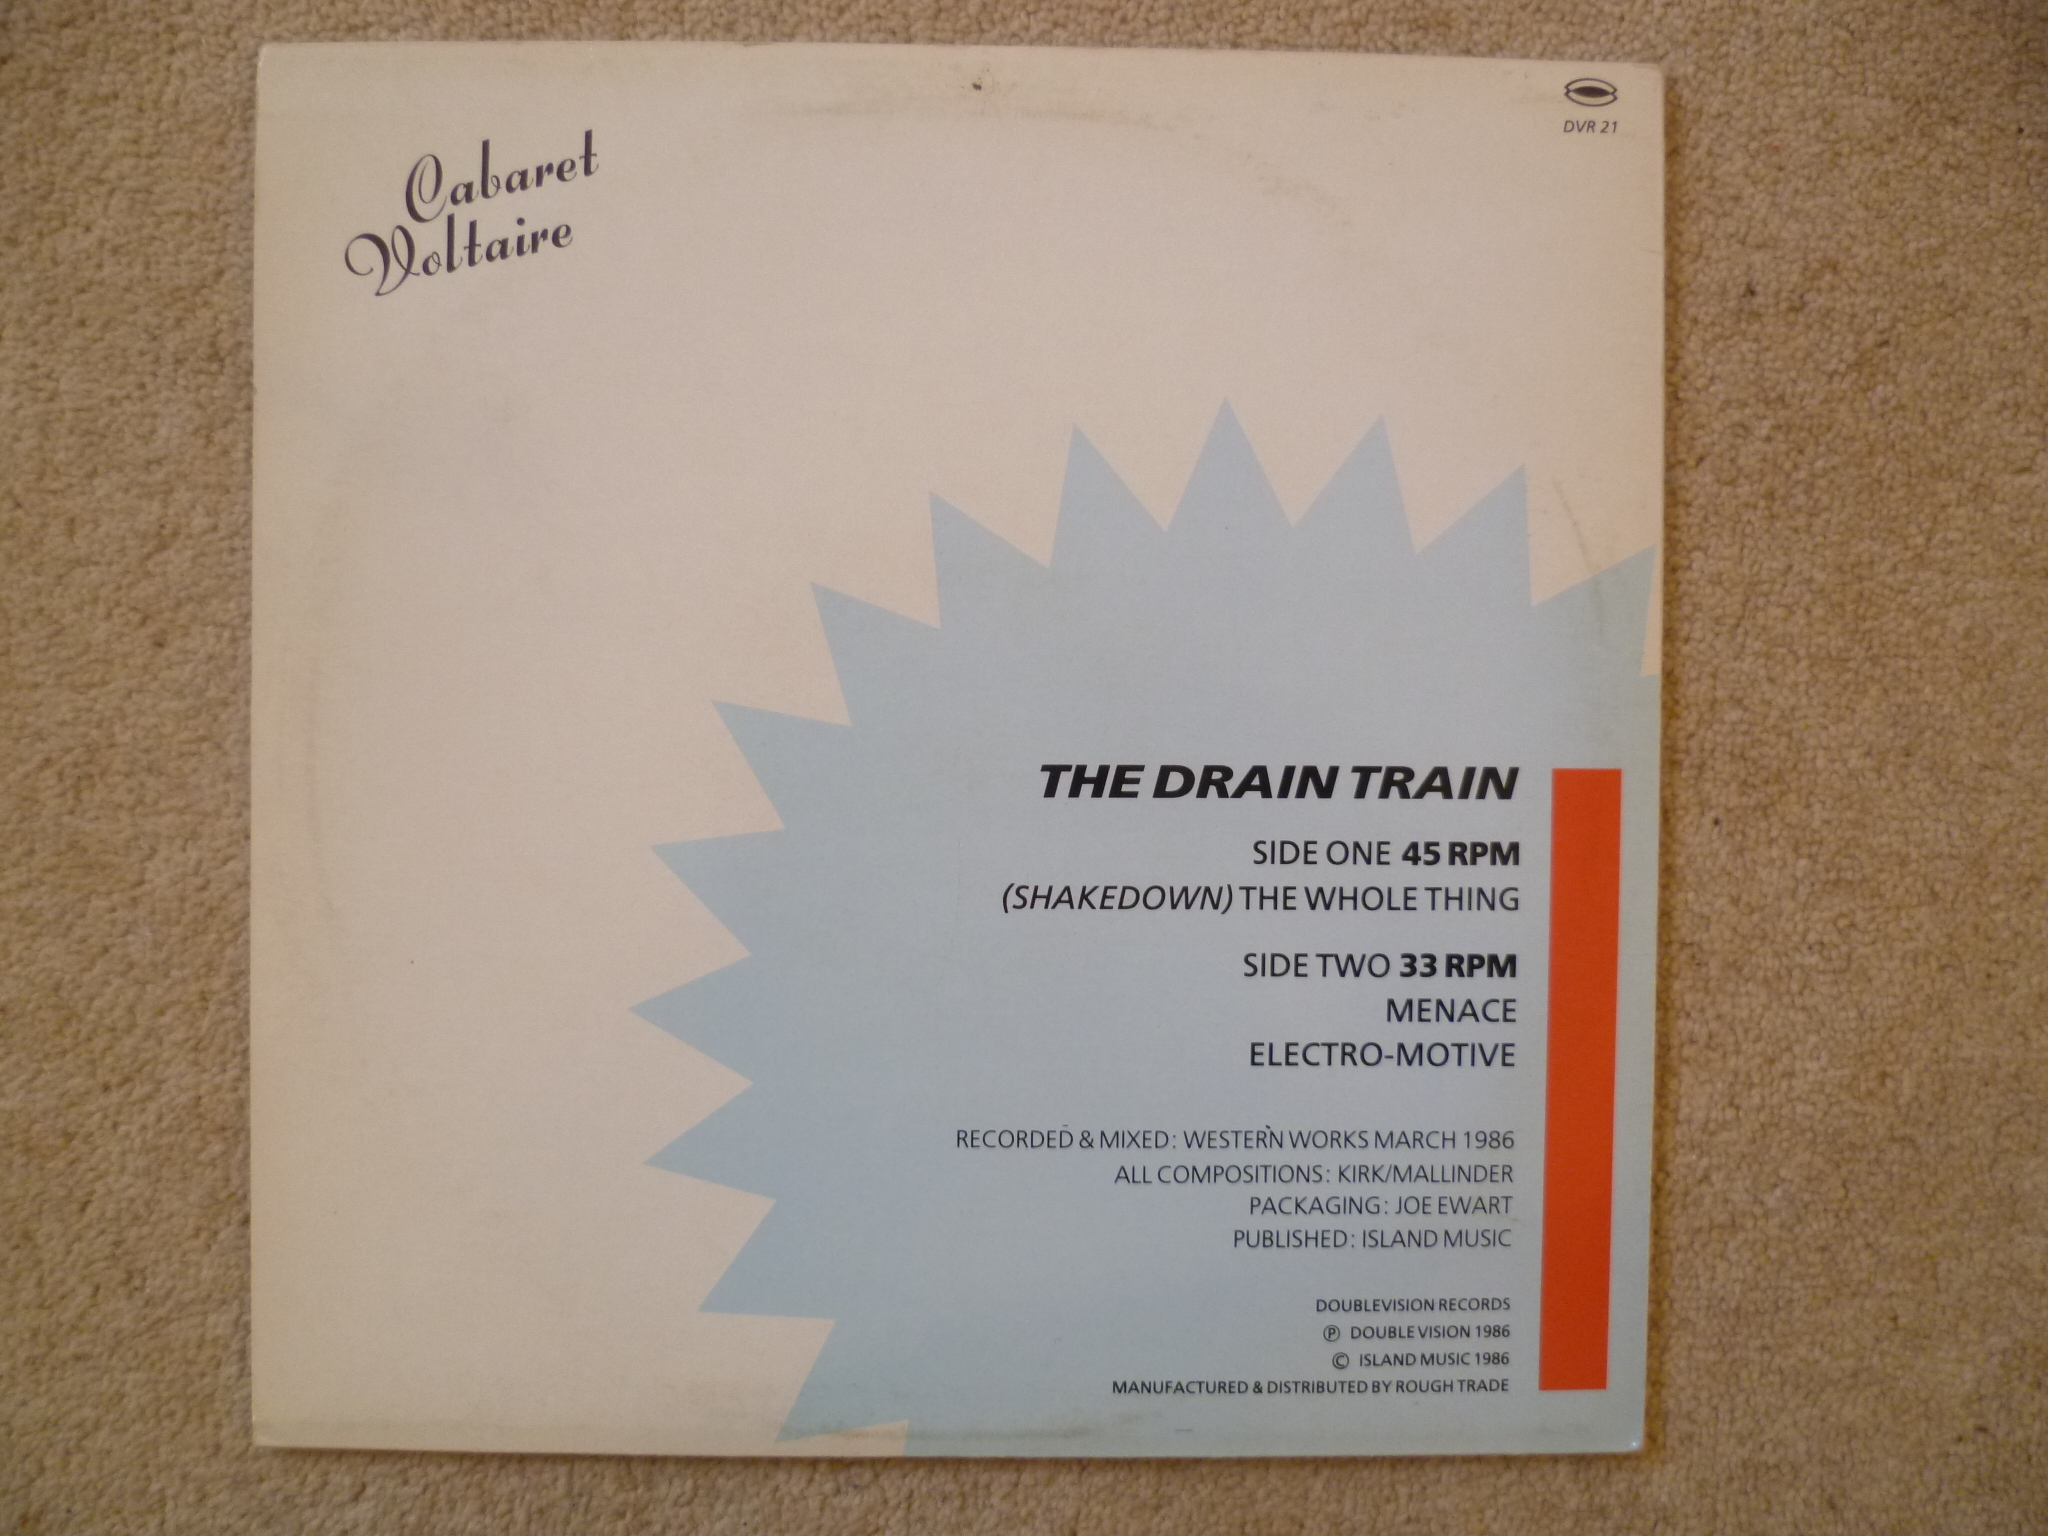 Cabaret
Voltaire
DVR 21
THE DRAIN TRAIN
SIDE ONE 45 RPM
(SHAKEDOWN) THE WHOLE THING
SIDE TWO 33 RPM
MENACE
ELECTRO-MOTIVE
RECORDED & MIXED: WESTERN WORKS MARCH 1986
ALL COMPOSITIONS: KIRK/MALLINDER
PACKAGING: JOE EWART
PUBLISHED: ISLAND MUSIC
DOUBLEVISION RECORDS
Ⓟ DOUBLEVISION 1986
© ISLAND MUSIC 1986
MANUFACTURED & DISTRIBUTED BY ROUGH TRADE